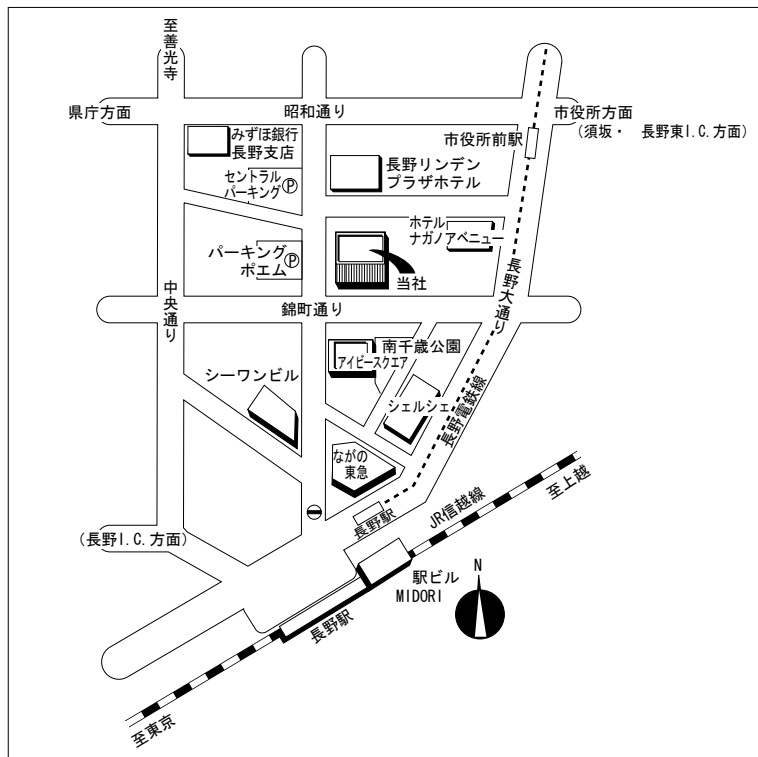 至善光寺
県庁方面
昭和通り
市役所方面
(須坂・ 長野東I.C.方面)
みずほ銀行
長野支店
市役所前駅
長野リンデン
プラザホテル
セントラル
パーキング
P
ホテル
ナガノアベニュー
パーキング
ポエム
P
当社
中央通り
錦町通り
長野大通り
南千歳公園
アイビースクエア
シーワンビル
シェルシェ
長野電鉄線
ながの
東急
長野駅
JR信越線
至上越
(長野I.C.方面)
駅ビル
MIDORI
N
長野駅
至東京